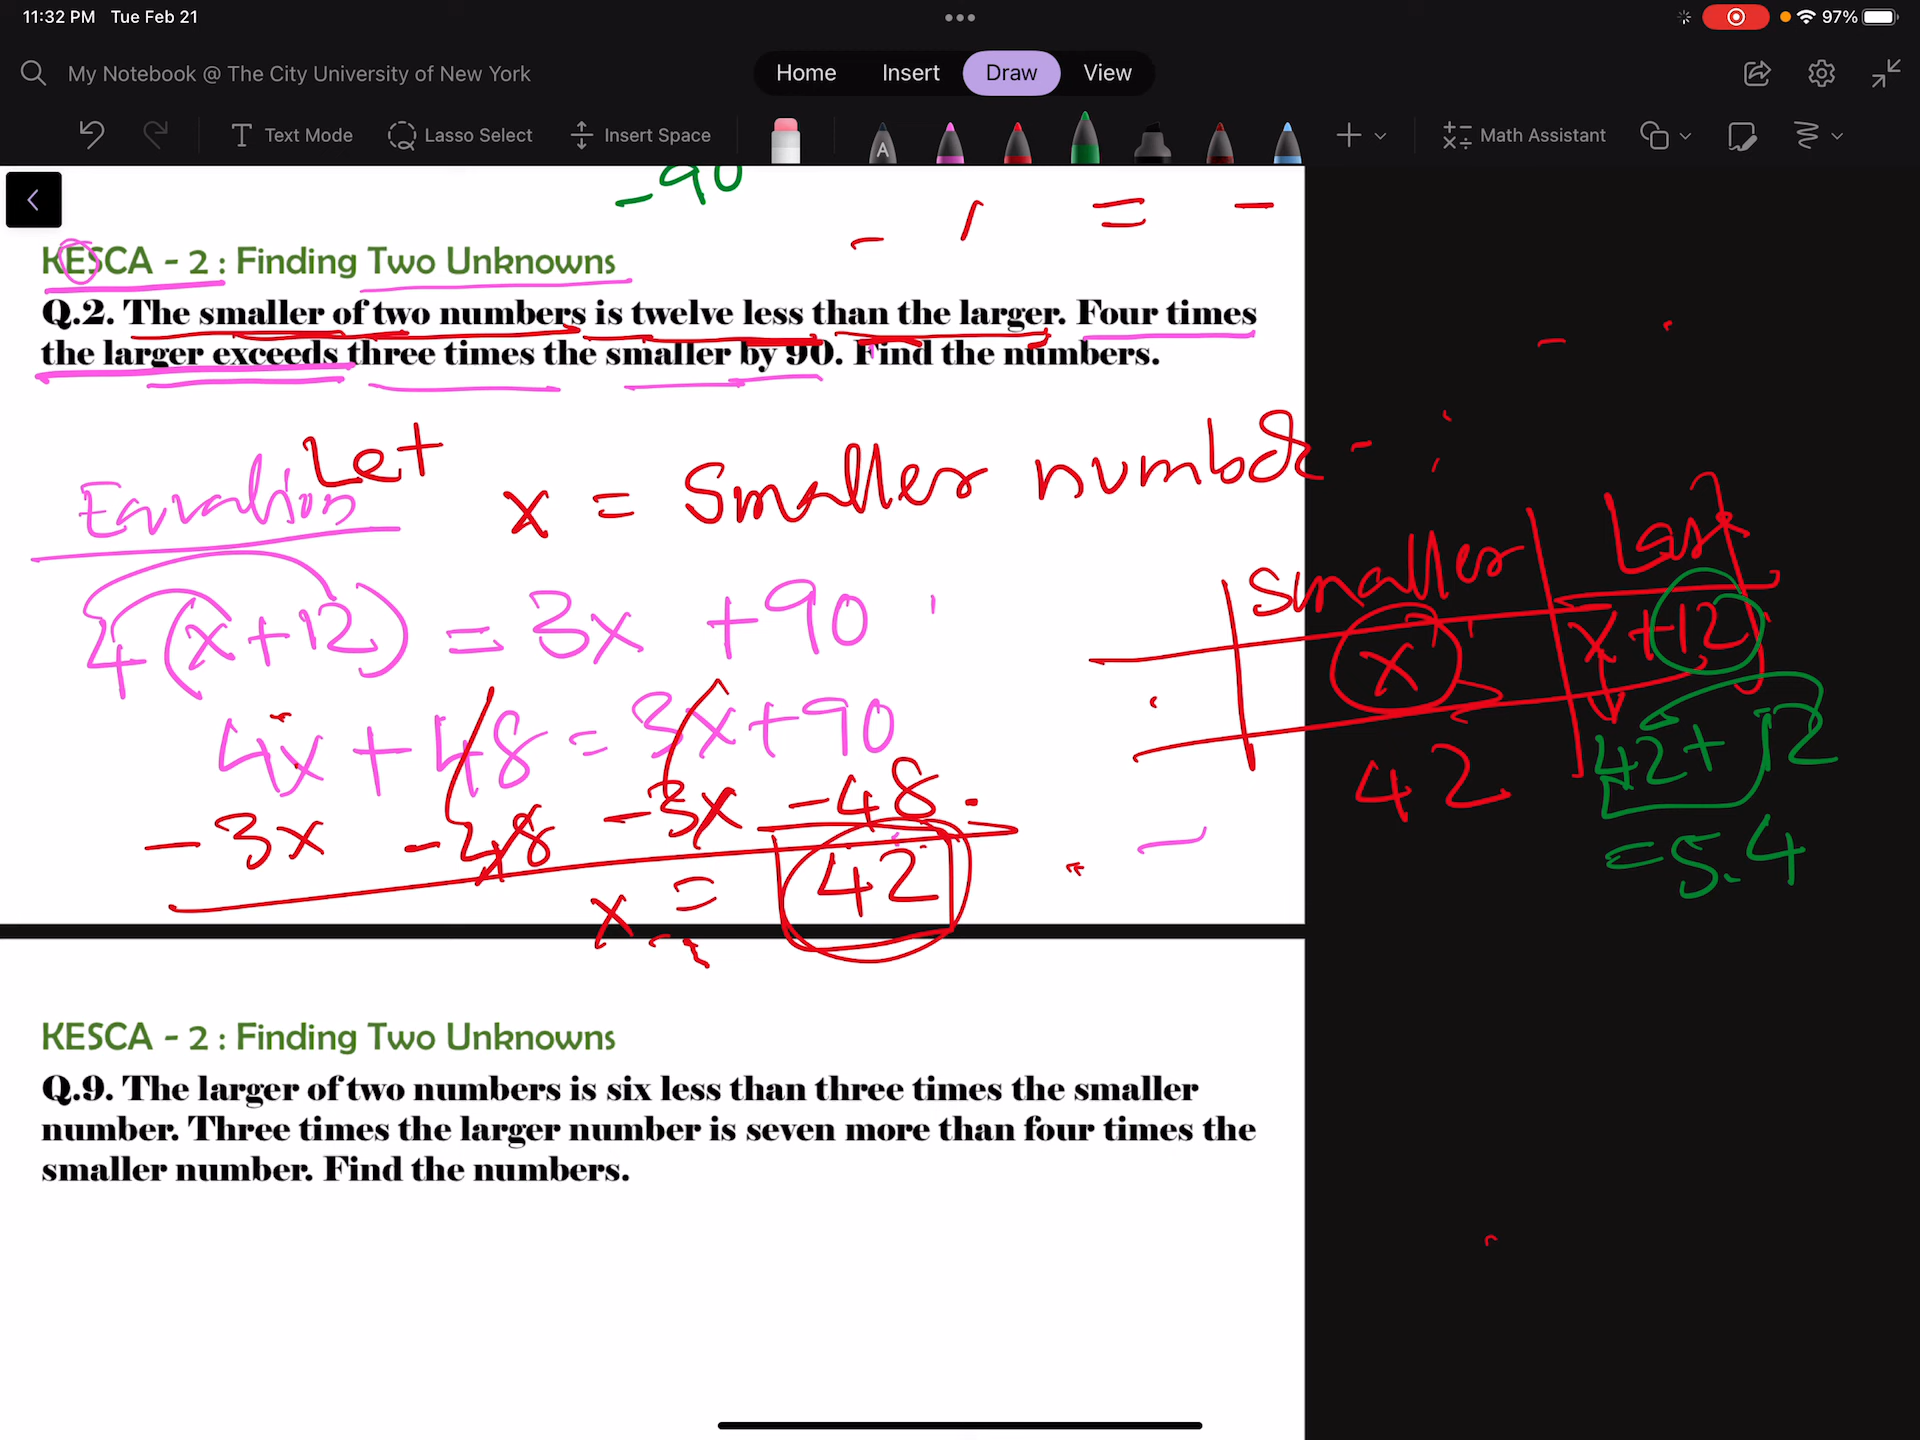 11:32 PM Tue Feb 21
97%
My Notebook @ The City University of New York
Home Insert Draw View
Text Mode Lasso Select Insert Space Math Assistant
A
-90
- = -
KESCA - 2 : Finding Two Unknowns
Q.2. The smaller of two numbers is twelve less than the larger. Four times
the larger exceeds three times the smaller by 90. Find the numbers.
Let
x = Smaller number
Equation
4(x+12) = 3x +90
4x + 48 = 3x+90
-3x -48 -3x -48
x = 42
Smaller
x x+12
42 42+12
=54
KESCA - 2 : Finding Two Unknowns
Q.9. The larger of two numbers is six less than three times the smaller
number. Three times the larger number is seven more than four times the
smaller number. Find the numbers.